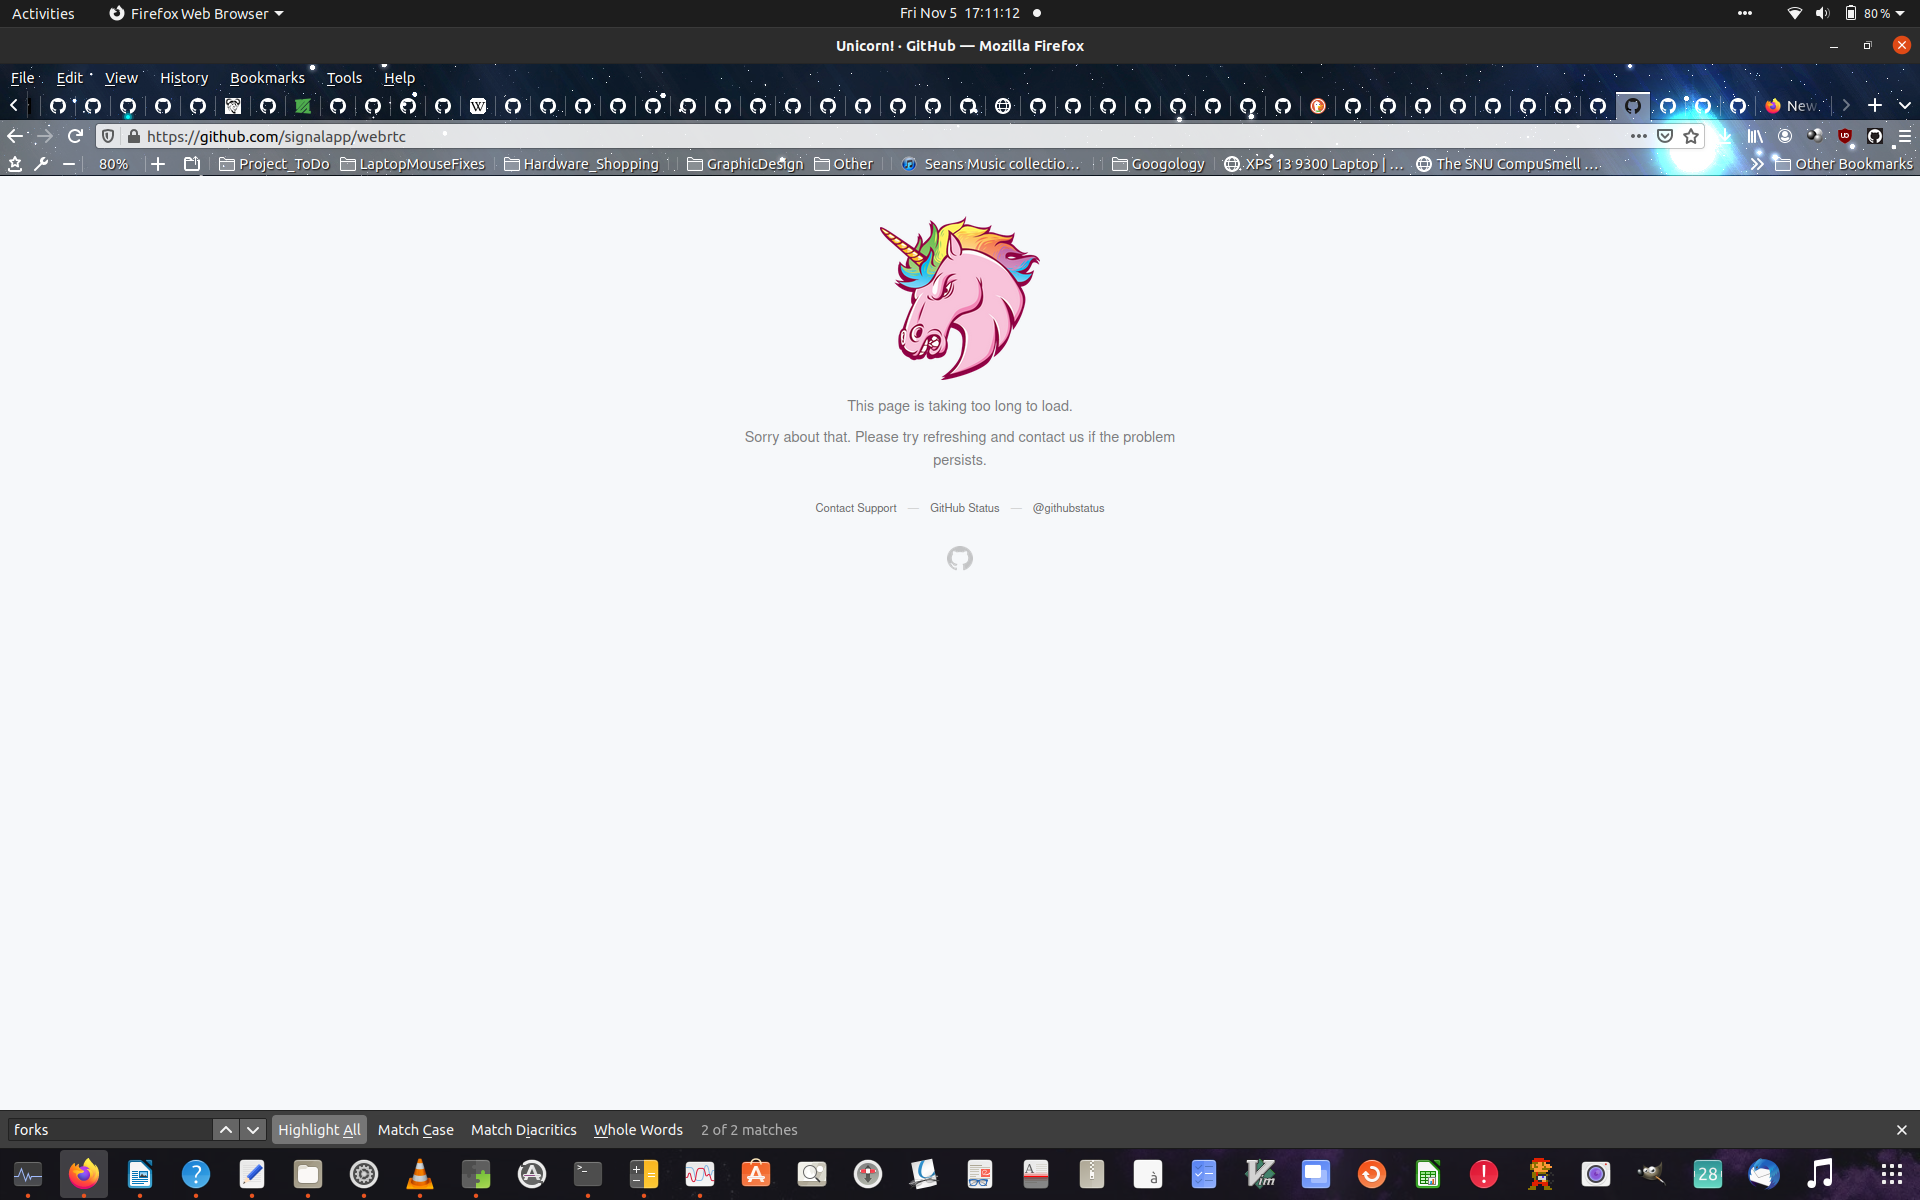 Activities Firefox Web Browser Fri Nov 5 17:11:12 80 %
Unicorn! · GitHub — Mozilla Firefox
File Edit View History Bookmarks Tools Help
W New
https://github.com/signalapp/webrtc
80% Project_ToDo LaptopMouseFixes Hardware_Shopping GraphicDesign Other Seans Music collectio… Googology XPS 13 9300 Laptop | … The SNU CompuSmell … Other Bookmarks
This page is taking too long to load.
Sorry about that. Please try refreshing and contact us if the problem
persists.
Contact Support — GitHub Status — @githubstatus
forks Highlight All Match Case Match Diacritics Whole Words 2 of 2 matches
28